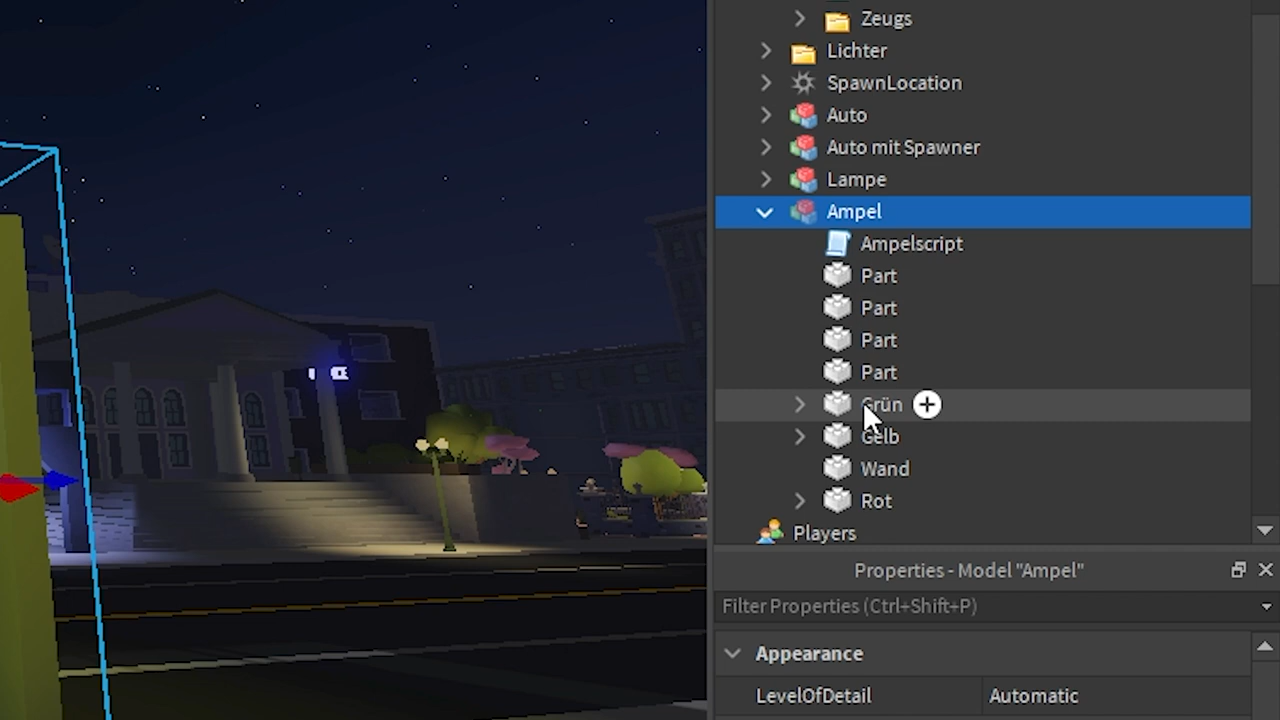 Zeugs
Lichter
SpawnLocation
Auto
Auto mit Spawner
Lampe
Ampel
Ampelscript
Part
Part
Part
Part
Grün
Gelb
Wand
Rot
Players
Properties - Model "Ampel"
Filter Properties (Ctrl+Shift+P)
Appearance
LevelOfDetail Automatic